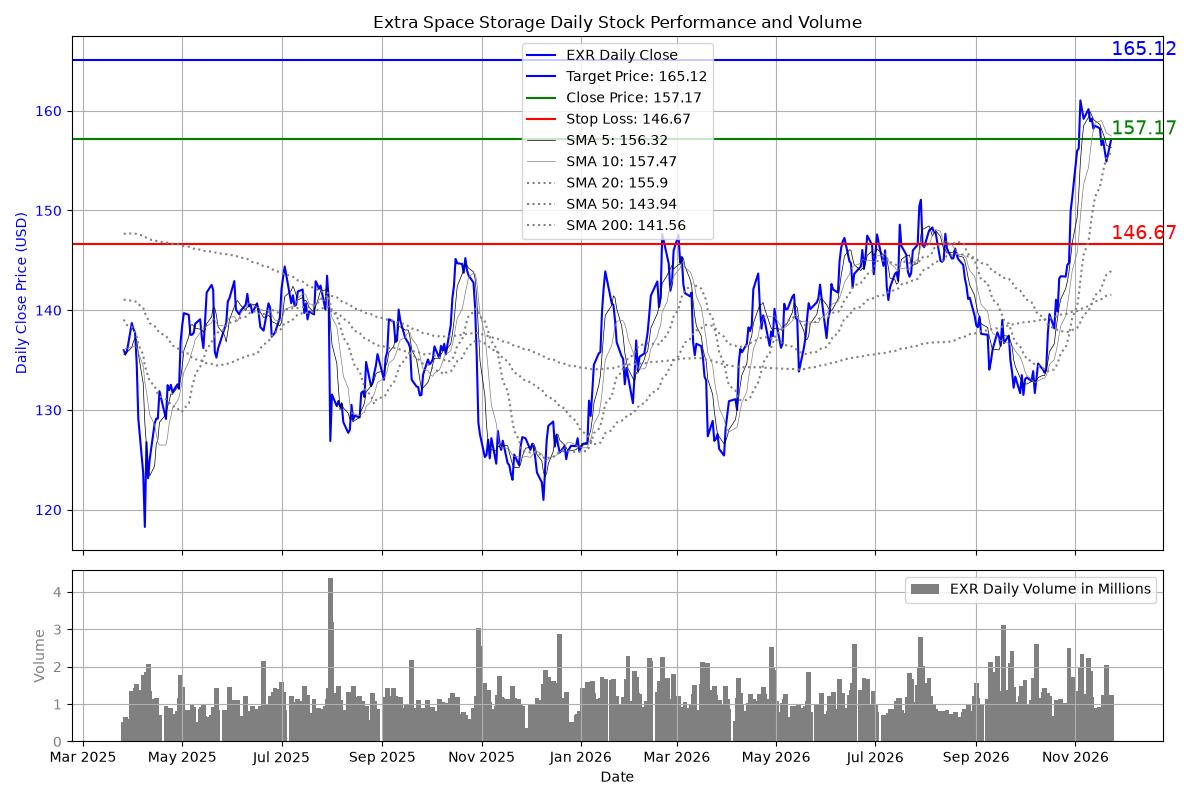 Extra Space Storage Daily Stock Performance and Volume
165.12
EXR Daily Close
Target Price: 165.12
Close Price: 157.17
Stop Loss: 146.67
SMA 5: 156.32
SMA 10: 157.47
SMA 20: 155.9
SMA 50: 143.94
SMA 200: 141.56
157.17
146.67
Daily Close Price (USD)
160
150
140
130
120
EXR Daily Volume in Millions
Volume
4
3
2
1
0
Mar 2025 May 2025 Jul 2025 Sep 2025 Nov 2025 Jan 2026 Mar 2026 May 2026 Jul 2026 Sep 2026 Nov 2026
Date